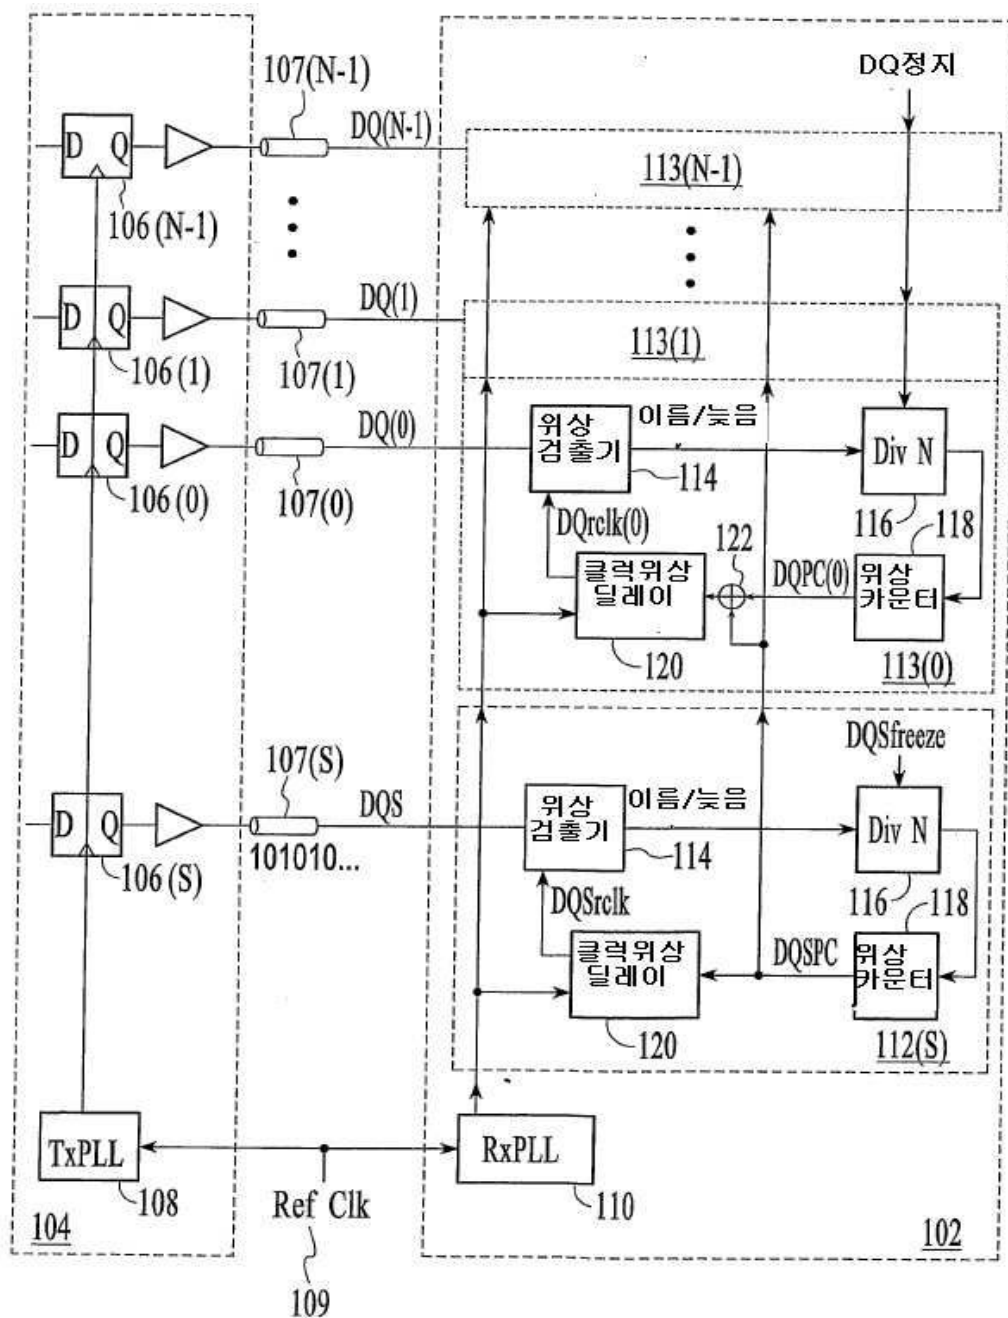 107(N-1)
DQ정지
DQ(N-1)
D Q
113(N-1)
106(N-1)
DQ(1)
D Q
113(1)
106(1)
107(1)
위상
검출기
이름/늦음
DQ(0)
D Q
Div N
114
106(0)
107(0)
DQrclk(0)
116
118
122
클럭위상
딜레이
DQPC(0)
위상
카운터
120
113(0)
DQSfreeze
107(S)
DQS
위상
검출기
이름/늦음
D Q
Div N
101010...
114
106(S)
DQSrclk
116
118
클럭위상
딜레이
DQSPC
위상
카운터
120
112(S)
TxPLL
RxPLL
108
Ref Clk
110
104
102
109